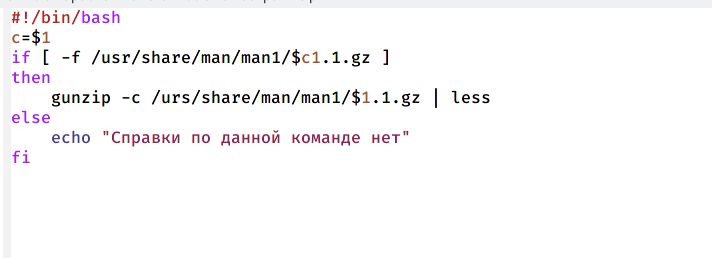 #!/bin/bash
c=$1
if [ -f /usr/share/man/man1/$c1.1.gz ]
then
    gunzip -c /urs/share/man/man1/$1.1.gz | less
else
    echo "Справки по данной команде нет"
fi